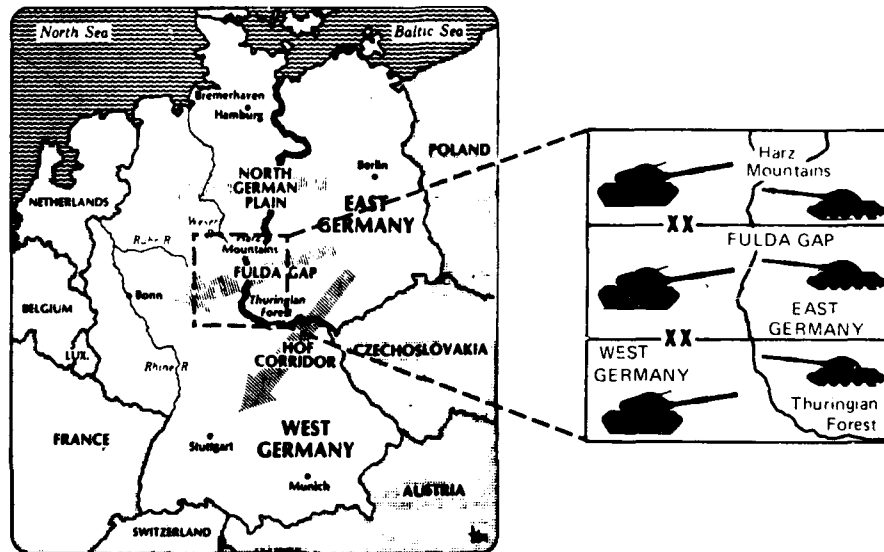 North Sea
Baltic Sea
Bremerhaven
Hamburg
Berlin
POLAND
NORTH
GERMAN
PLAIN
EAST
GERMANY
NETHERLANDS
Weser
R
Ruhr R
Harz
Mountains
FULDA GAP
BELGIUM
Bonn
Thuringian
Forest
LUX.
Rhine R
HOF
CORRIDOR
CZECHOSLOVAKIA
FRANCE
Stuttgart
WEST
GERMANY
Munich
AUSTRIA
SWITZERLAND
Harz
Mountains
XX
FULDA GAP
EAST
GERMANY
XX
WEST
GERMANY
Thuringian
Forest